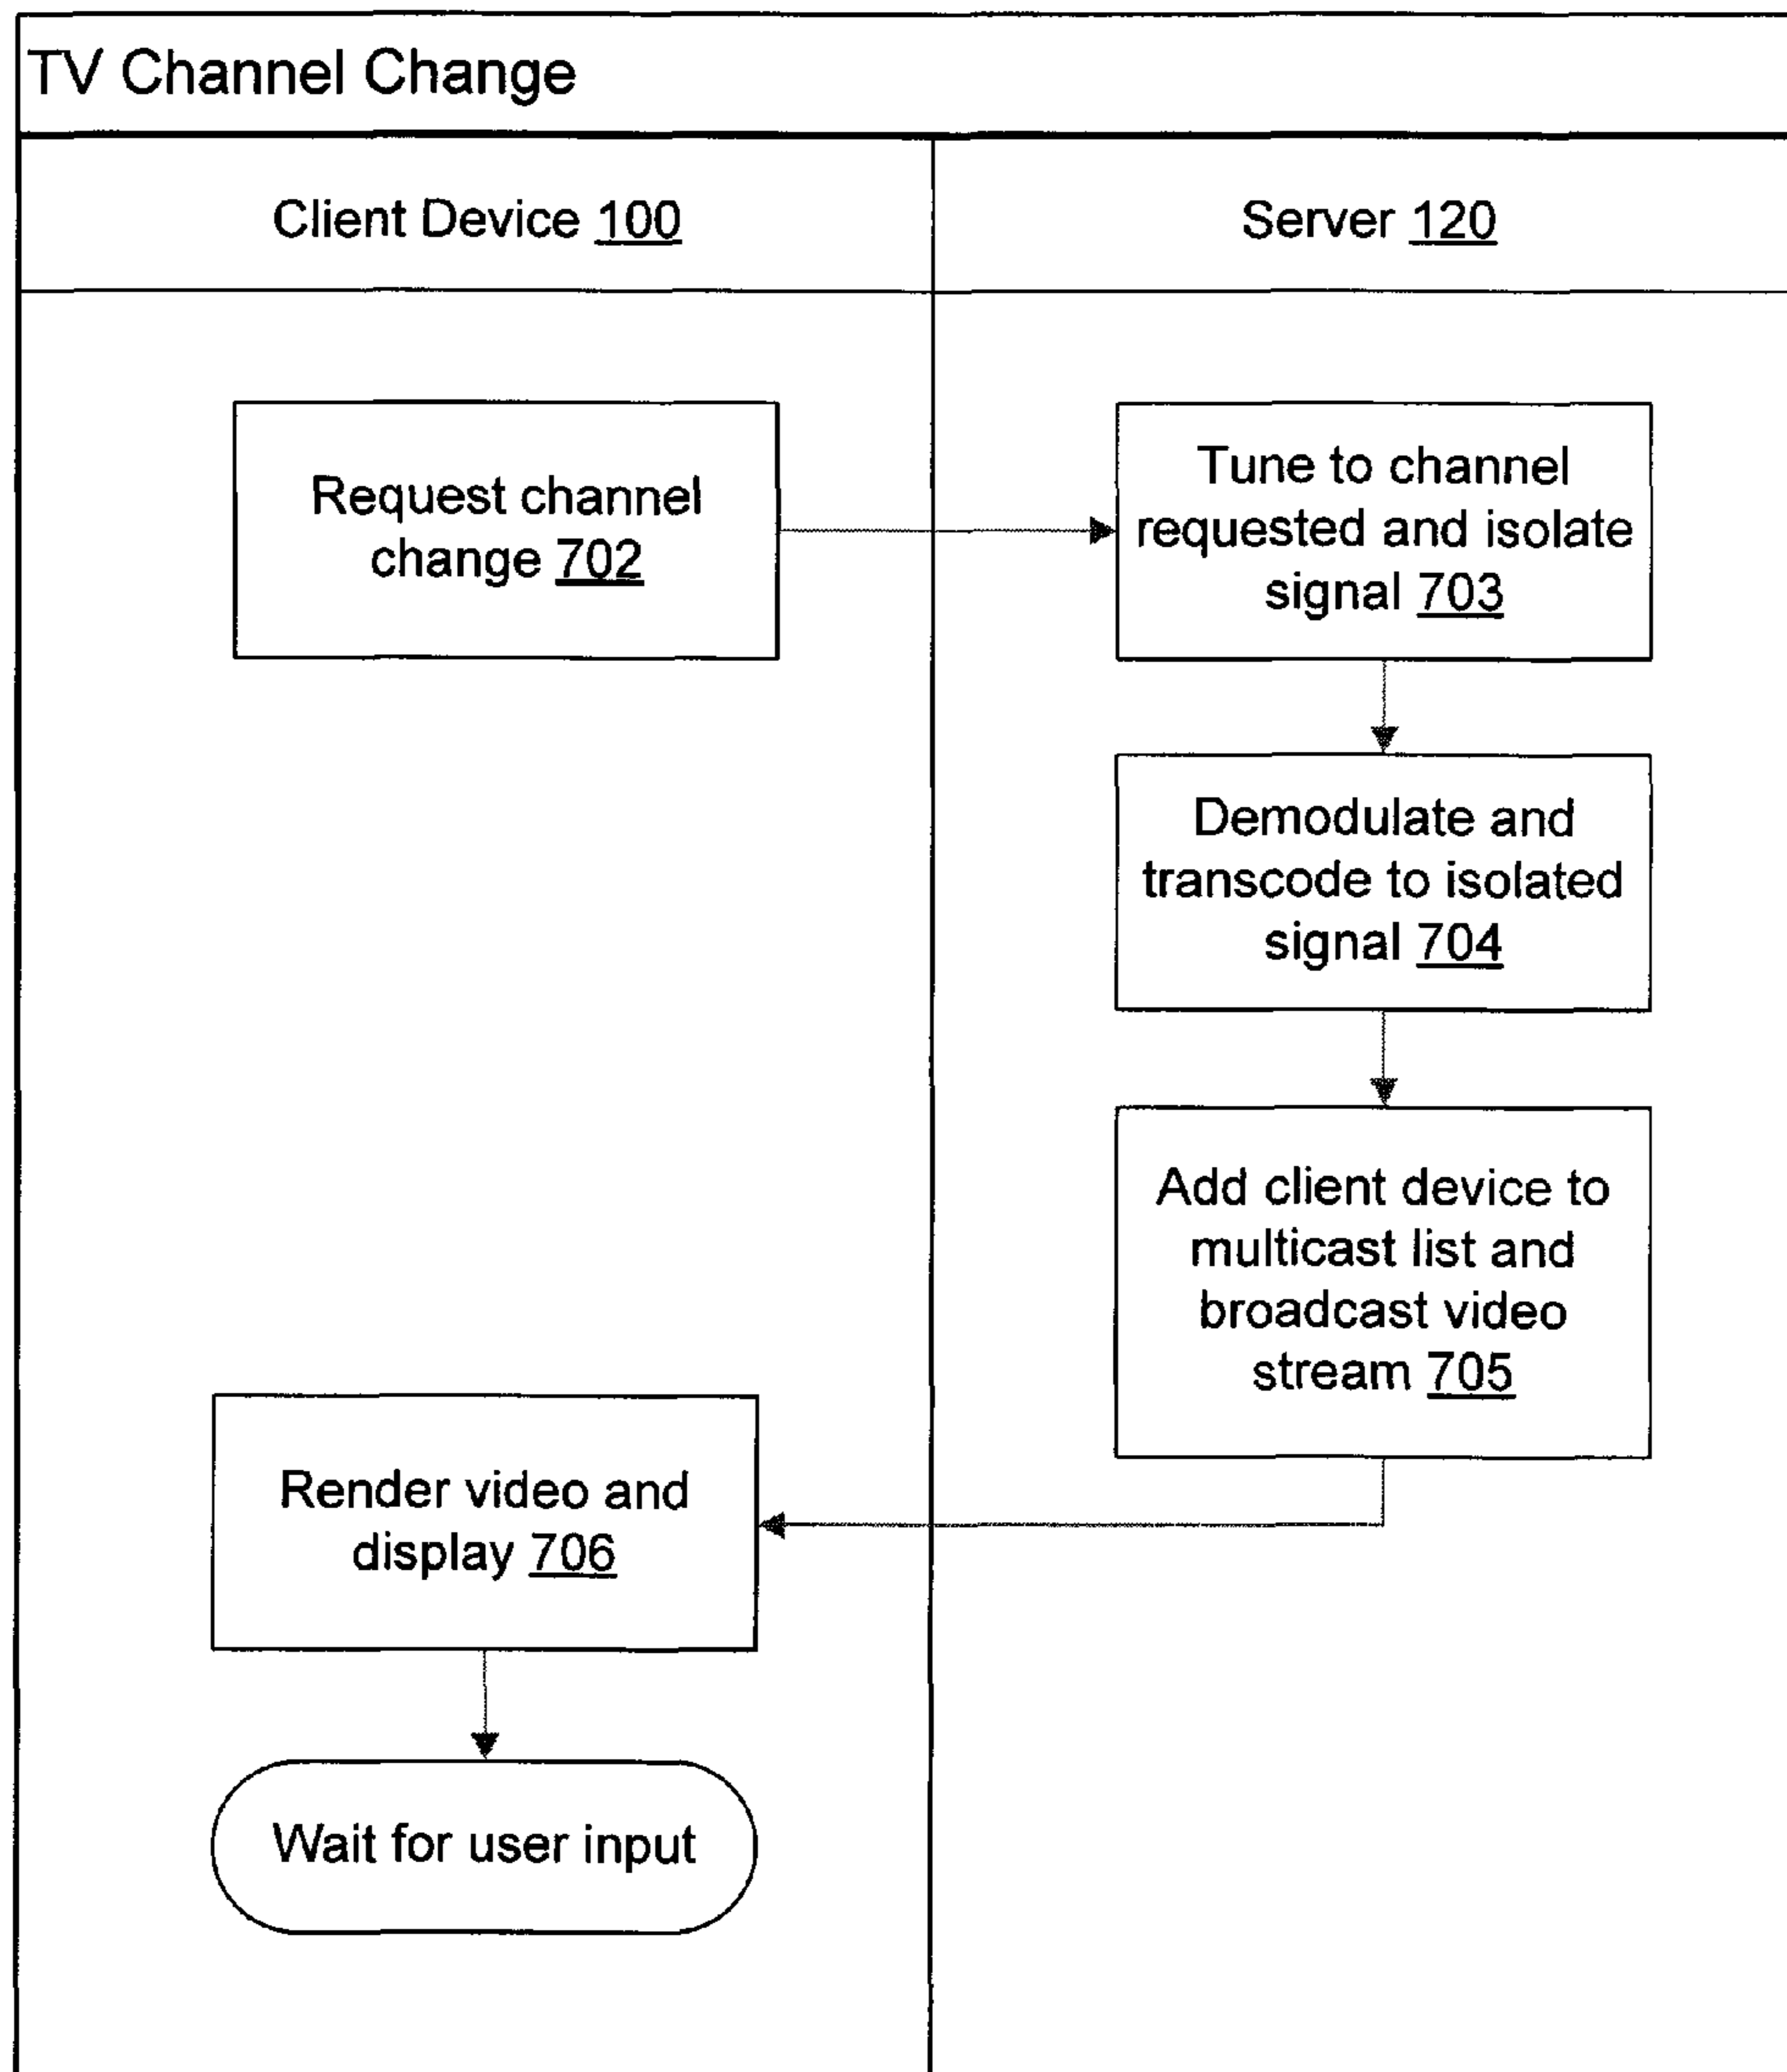 TV Channel Change
Client Device 100
Server 120
Request channel
change 702
Tune to channel
requested and isolate
signal 703
Demodulate and
transcode to isolated
signal 704
Add client device to
multicast list and
broadcast video
stream 705
Render video and
display 706
Wait for user input